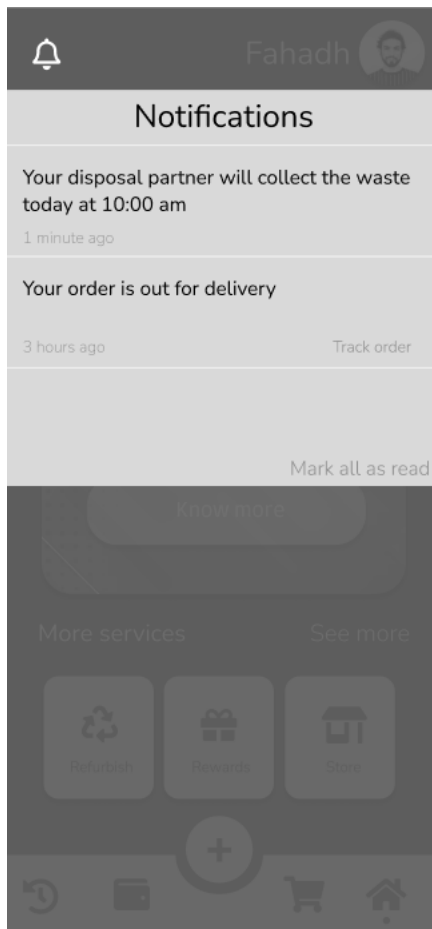 Fahadh
Notifications
Your disposal partner will collect the waste
today at 10:00 am
1 minute ago
Your order is out for delivery
3 hours ago
Track order
Mark all as read
Know more
More services
See more
Refurbish
Rewards
Store